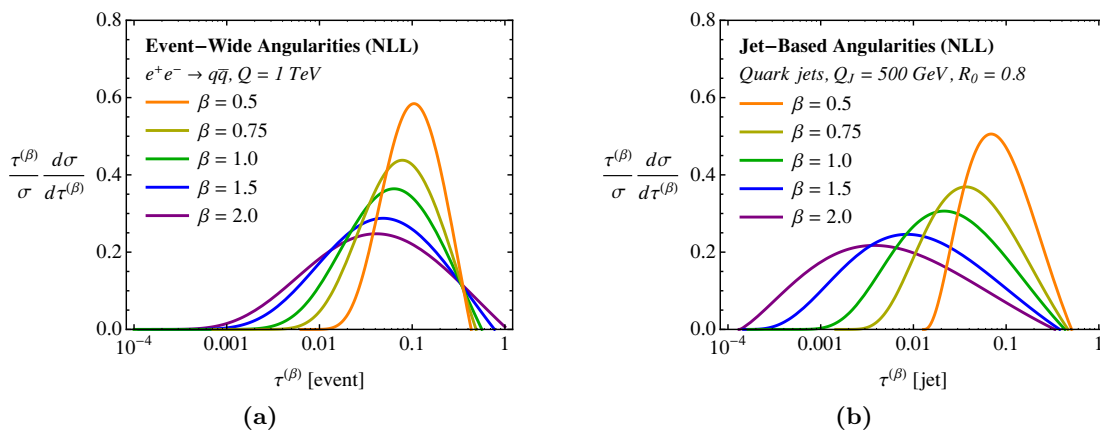 Event-Wide Angularities (NLL)
e⁺e⁻ → qq̅, Q = 1 TeV
β = 0.5
β = 0.75
β = 1.0
β = 1.5
β = 2.0
0.8
0.6
0.4
0.2
0.0
τ^(β)/σ dσ/dτ^(β)
10⁻⁴ 0.001 0.01 0.1 1
τ^(β) [event]
(a)
Jet-Based Angularities (NLL)
Quark jets, Q_J = 500 GeV, R₀ = 0.8
β = 0.5
β = 0.75
β = 1.0
β = 1.5
β = 2.0
0.8
0.6
0.4
0.2
0.0
τ^(β)/σ dσ/dτ^(β)
10⁻⁴ 0.001 0.01 0.1 1
τ^(β) [jet]
(b)